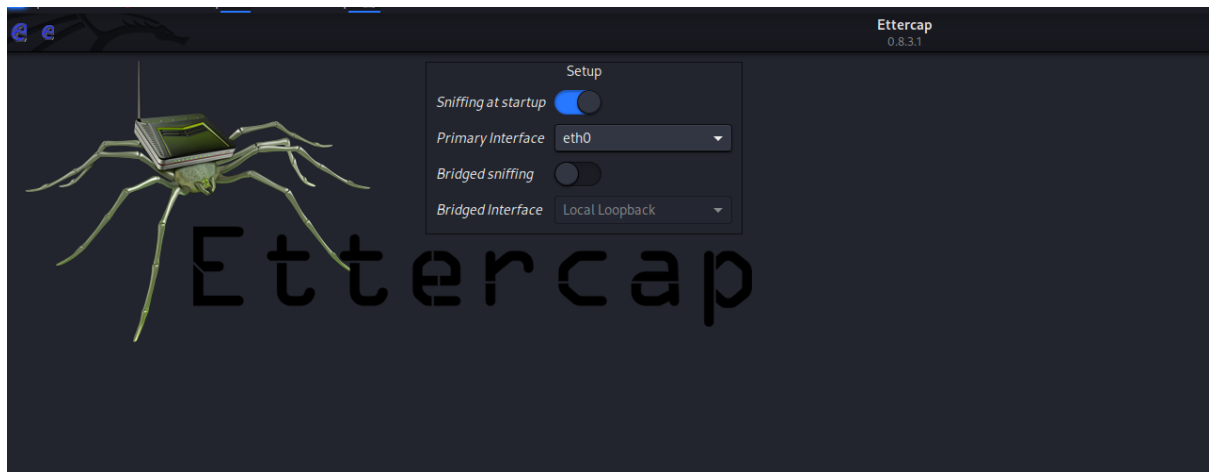 e e
Ettercap
0.8.3.1
Setup
Sniffing at startup
Primary Interface eth0
Bridged sniffing
Bridged Interface Local Loopback
Ettercap